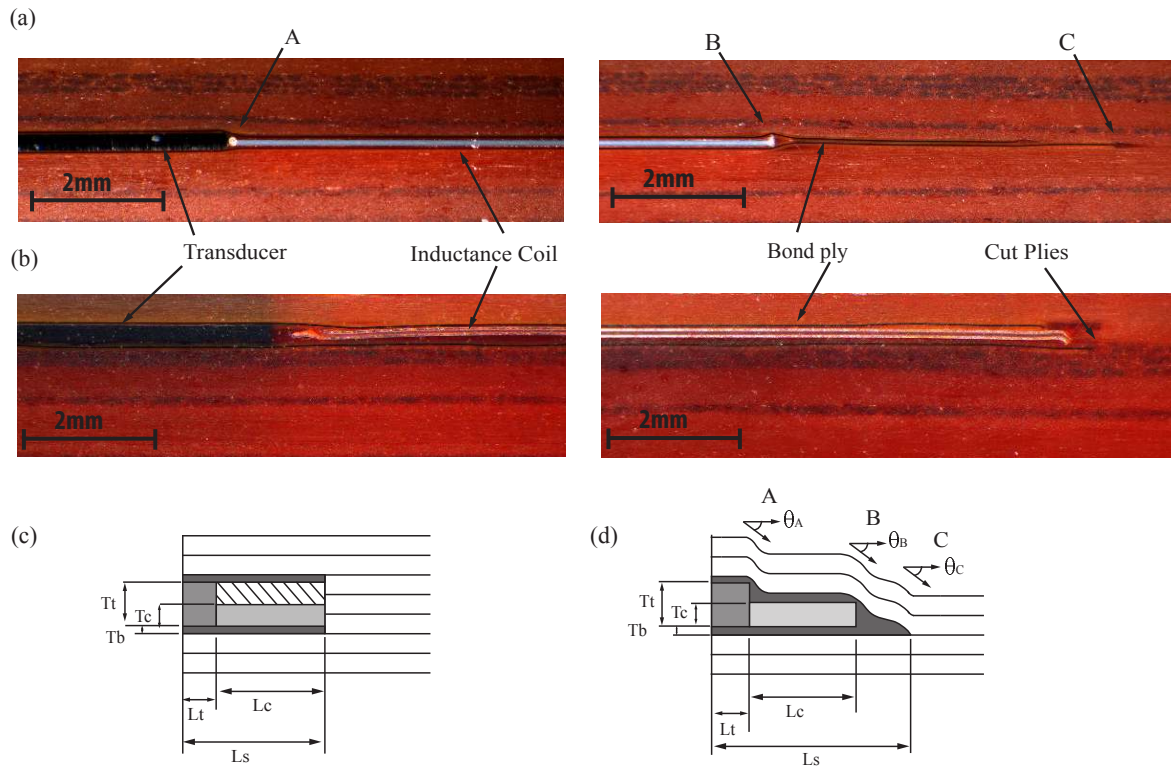 (a)
A
B
C
2mm
2mm
Transducer
Inductance Coil
Bond ply
Cut Plies
(b)
2mm
2mm
(c)
Tt
Tc
Tb
Lt
Lc
Ls
(d)
A
θA
B
θB
C
θC
Tt
Tc
Tb
Lt
Lc
Ls